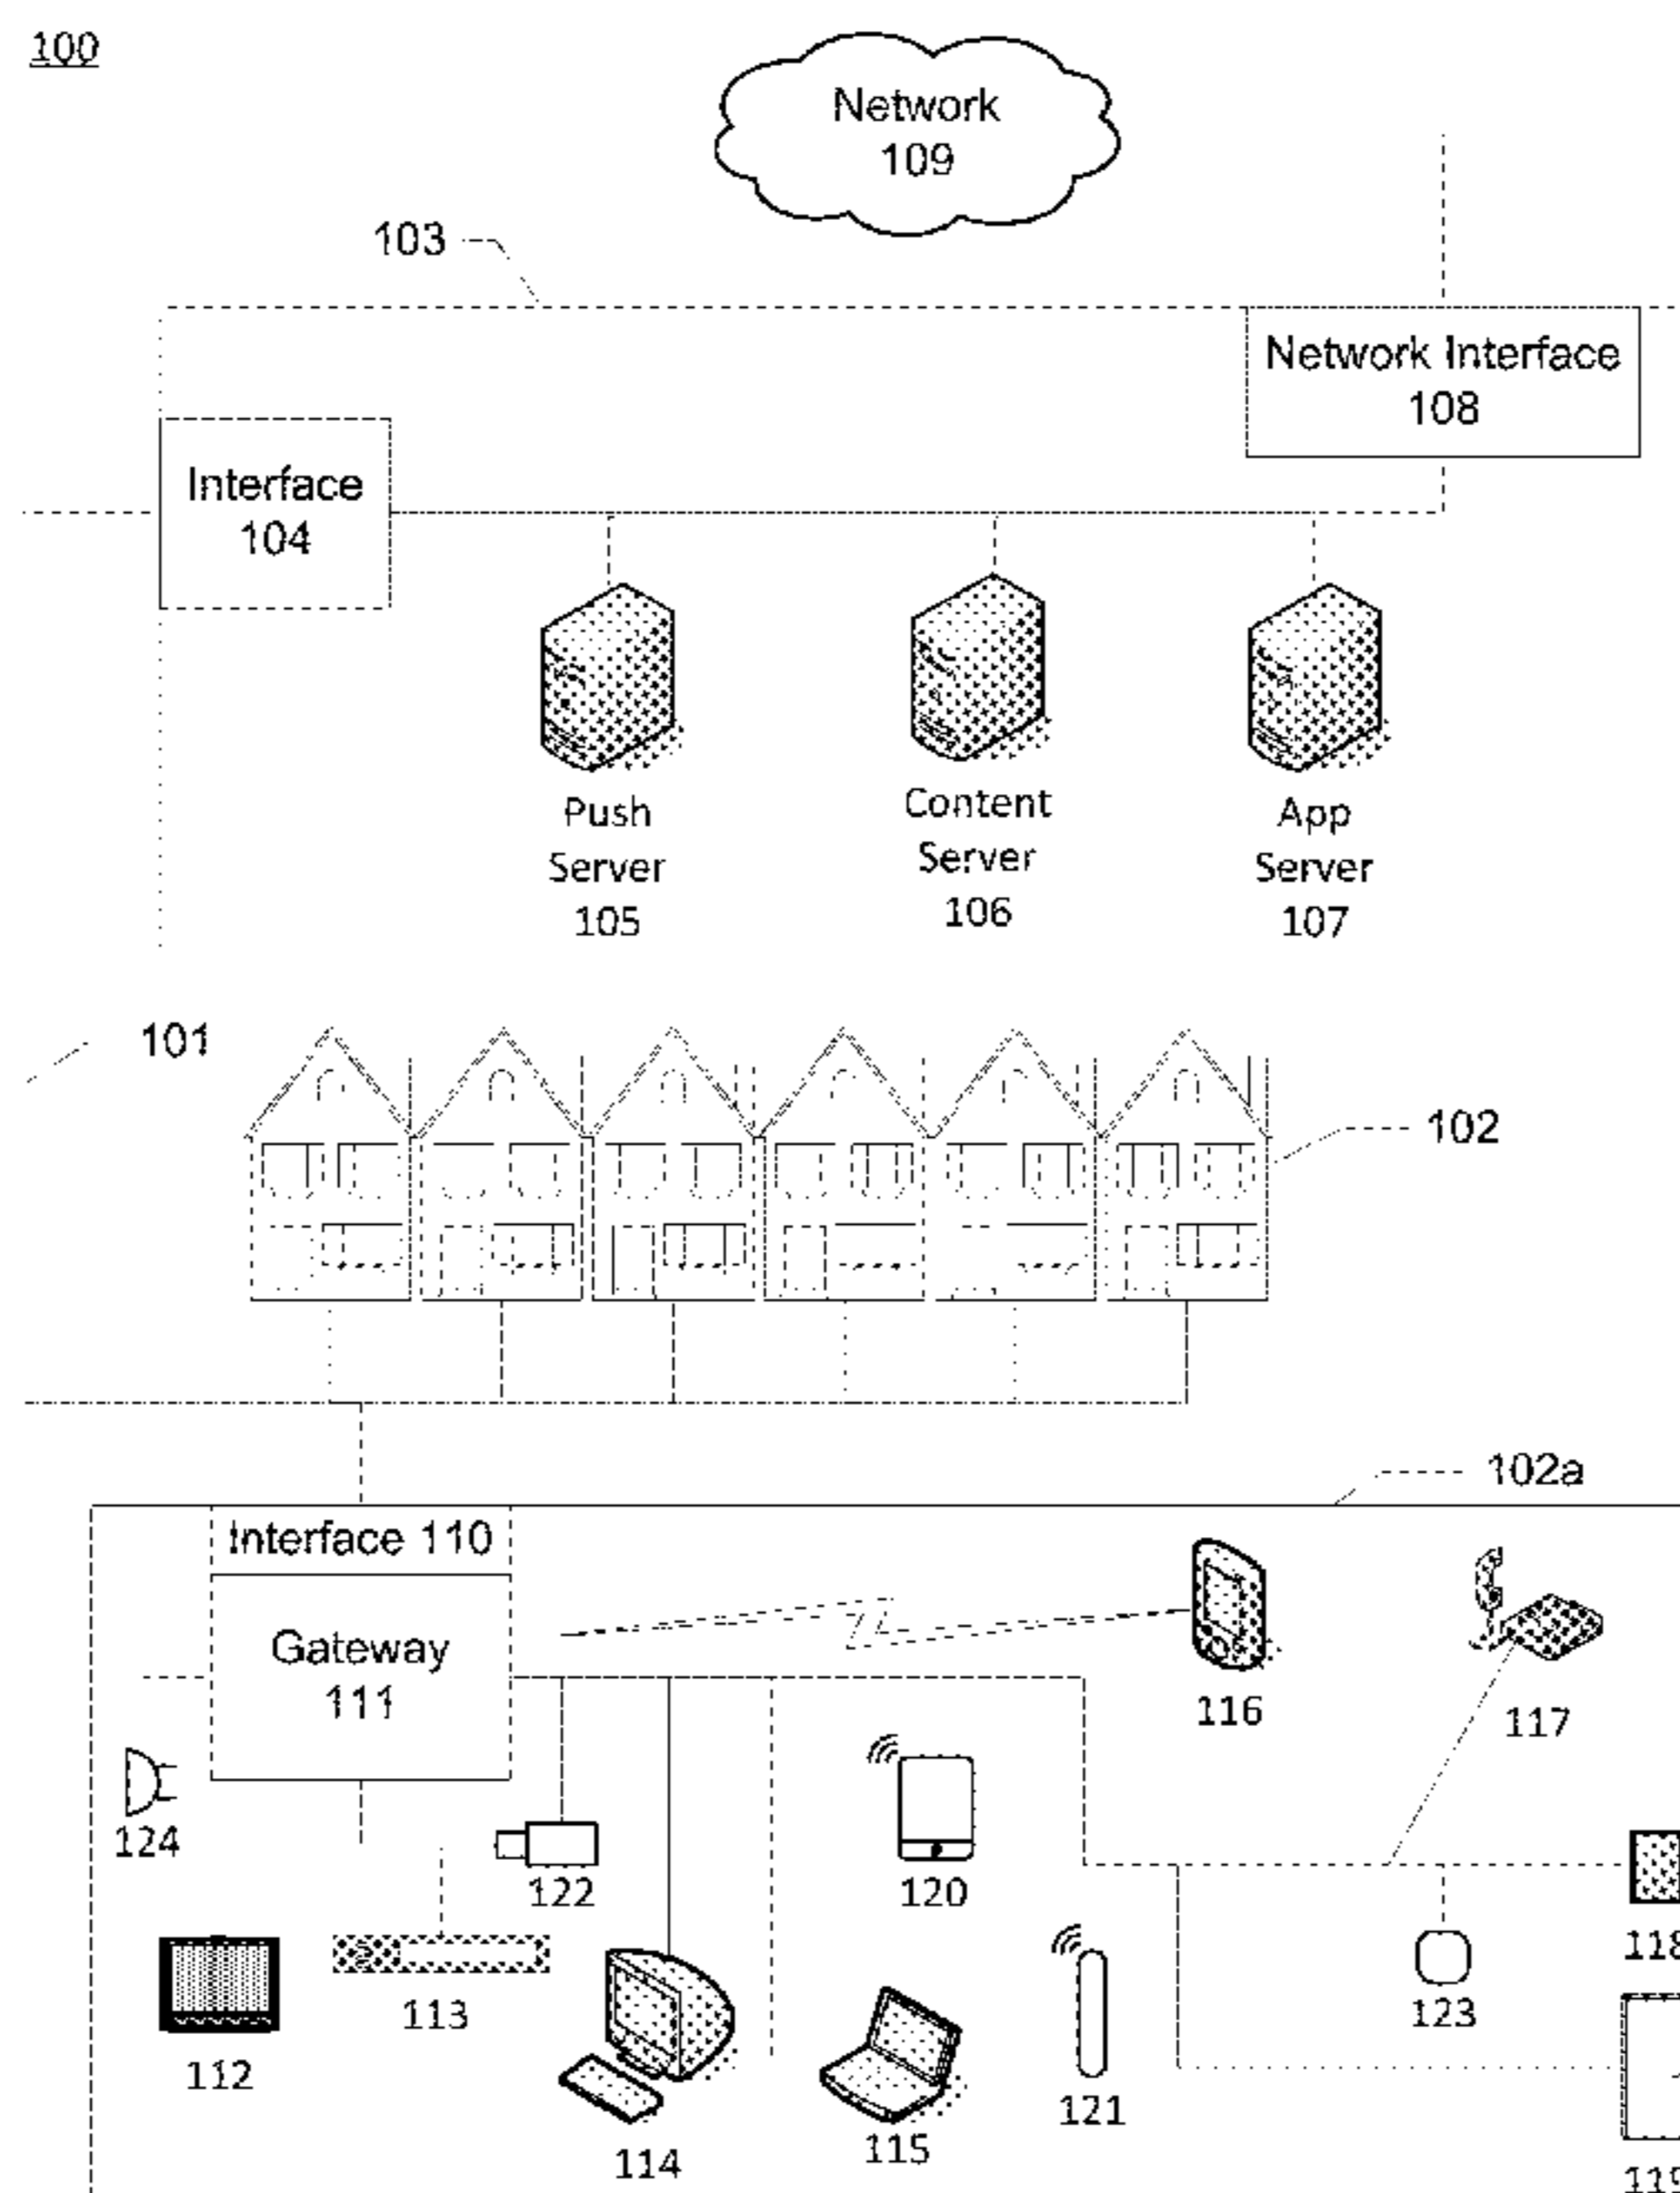 100
Network
109
103
Network Interface
108
Interface
104
Push
Server
105
Content
Server
106
App
Server
107
101
102
102a
Interface 110
Gateway
111
116
117
124
122
120
118
123
112
113
121
114
115
119